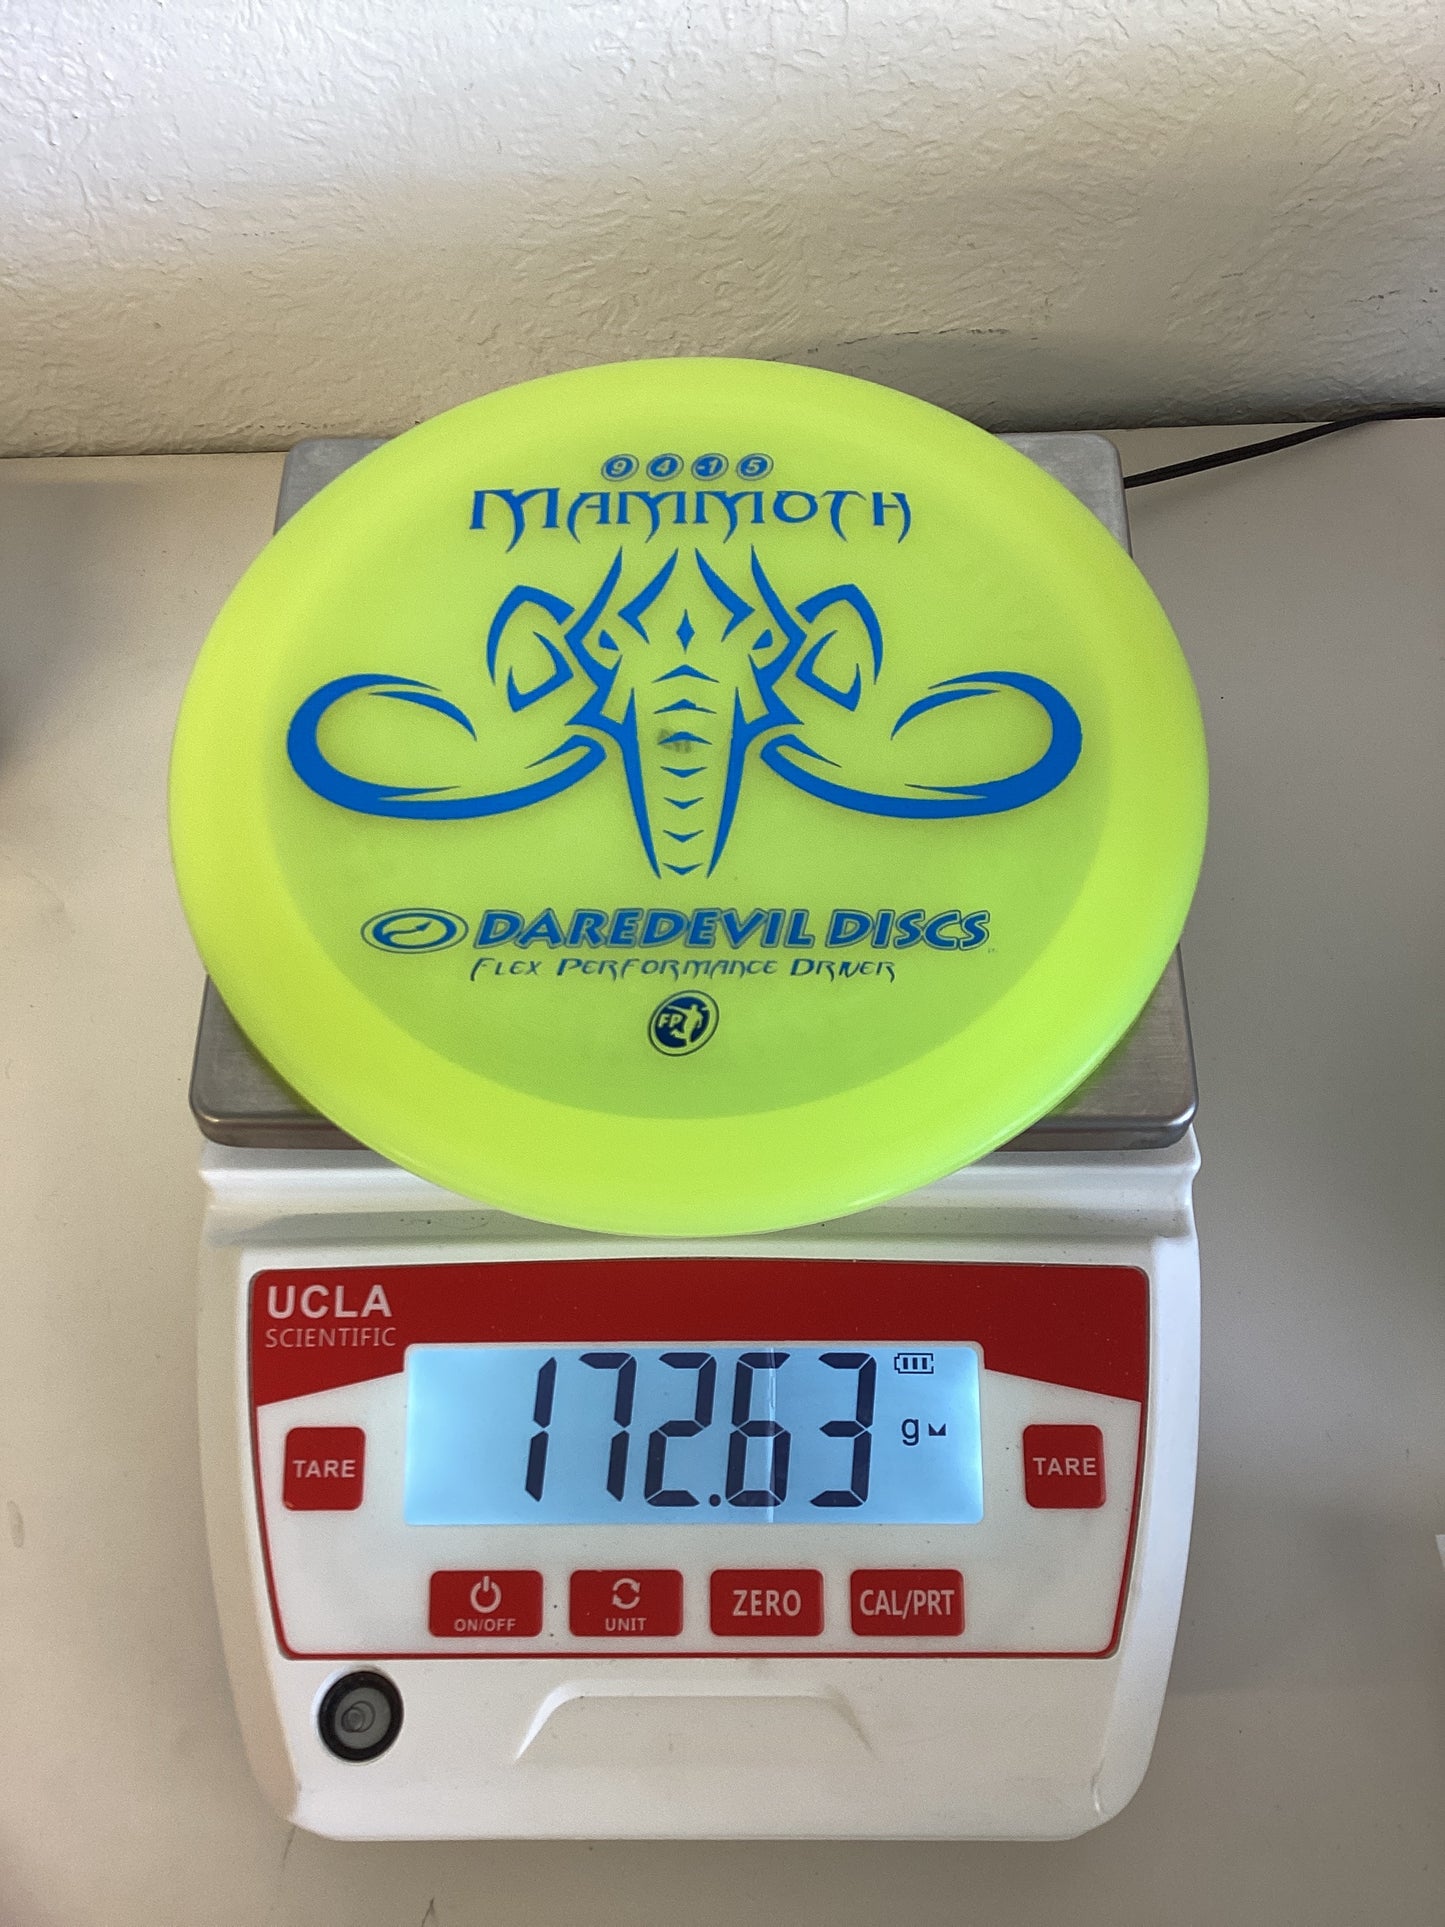 9 4 -1 5
MAMMOTH
DAREDEVIL DISCS
FLEX PERFORMANCE DRIVER
FP
UCLA
SCIENTIFIC
172.63 g
TARE
TARE
ON/OFF
UNIT
ZERO
CAL/PRT